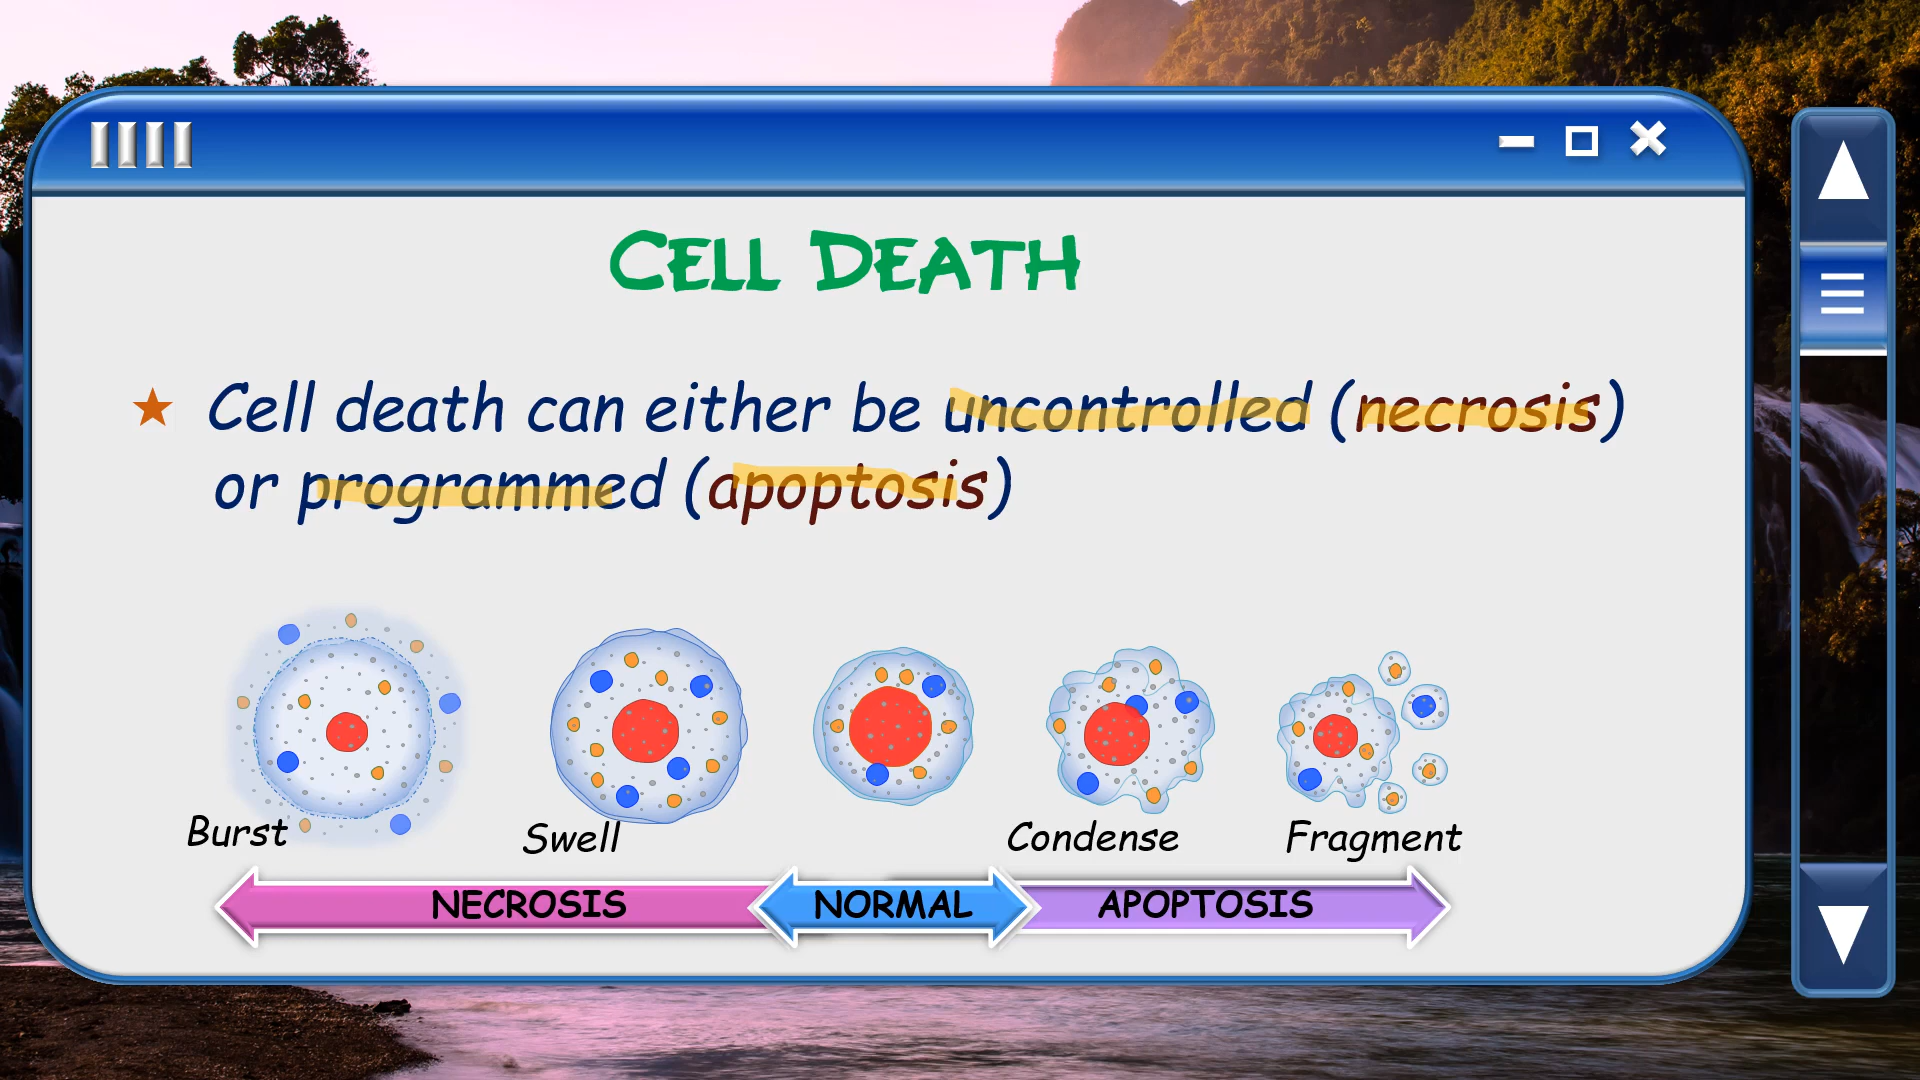 CELL DEATH
★ Cell death can either be uncontrolled (necrosis)
or programmed (apoptosis)
Burst Swell Condense Fragment
NECROSIS NORMAL APOPTOSIS